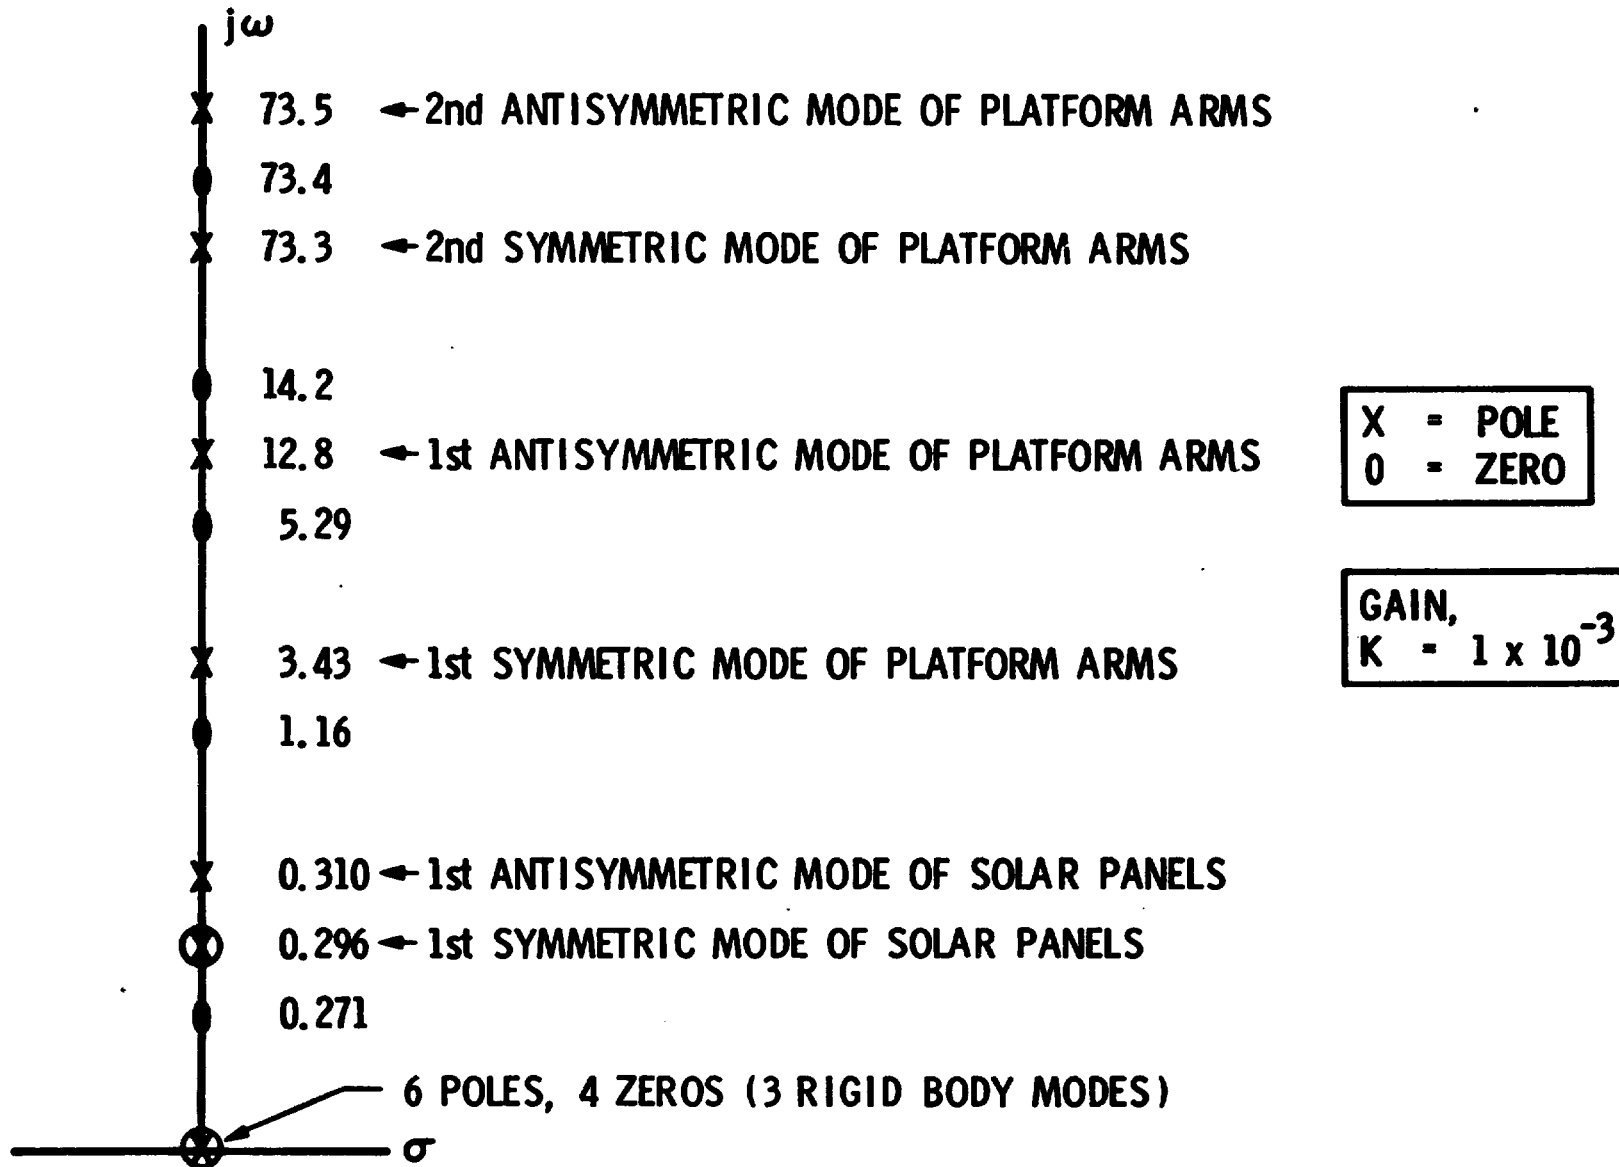 jω
73.5 ←2nd ANTISYMMETRIC MODE OF PLATFORM ARMS
73.4
73.3 ←2nd SYMMETRIC MODE OF PLATFORM ARMS
14.2
12.8 ←1st ANTISYMMETRIC MODE OF PLATFORM ARMS
5.29
3.43 ←1st SYMMETRIC MODE OF PLATFORM ARMS
1.16
0.310 ←1st ANTISYMMETRIC MODE OF SOLAR PANELS
0.296 ←1st SYMMETRIC MODE OF SOLAR PANELS
0.271
6 POLES, 4 ZEROS (3 RIGID BODY MODES)
σ
X = POLE
0 = ZERO
GAIN,
K = 1 x 10⁻³